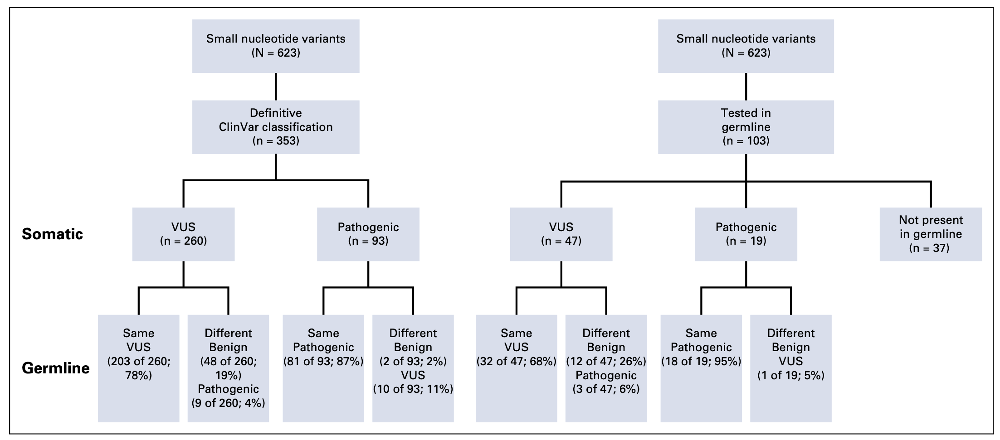 Small nucleotide variants
(N = 623)
Definitive
ClinVar classification
(n = 353)
Small nucleotide variants
(N = 623)
Tested in
germline
(n = 103)
Somatic
VUS
(n = 260)
Pathogenic
(n = 93)
VUS
(n = 47)
Pathogenic
(n = 19)
Not present
in germline
(n = 37)
Germline
Same
VUS
(203 of 260;
78%)
Different
Benign
(48 of 260;
19%)
Pathogenic
(9 of 260; 4%)
Same
Pathogenic
(81 of 93; 87%)
Different
Benign
(2 of 93; 2%)
VUS
(10 of 93; 11%)
Same
VUS
(32 of 47; 68%)
Different
Benign
(12 of 47; 26%)
Pathogenic
(3 of 47; 6%)
Same
Pathogenic
(18 of 19; 95%)
Different
Benign
VUS
(1 of 19; 5%)